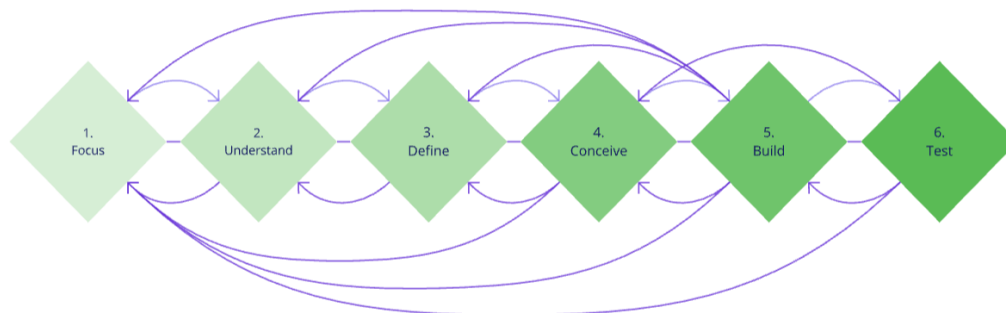 1.
Focus
2.
Understand
3.
Define
4.
Conceive
5.
Build
6.
Test